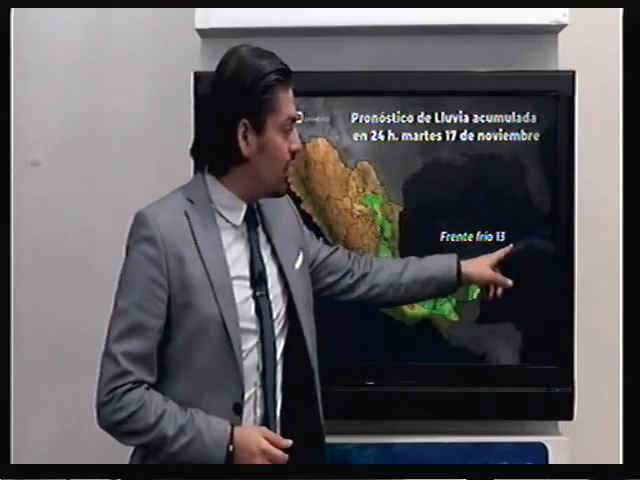 Pronóstico de Lluvia acumulada
en 24 h. martes 17 de noviembre
Frente frío 13